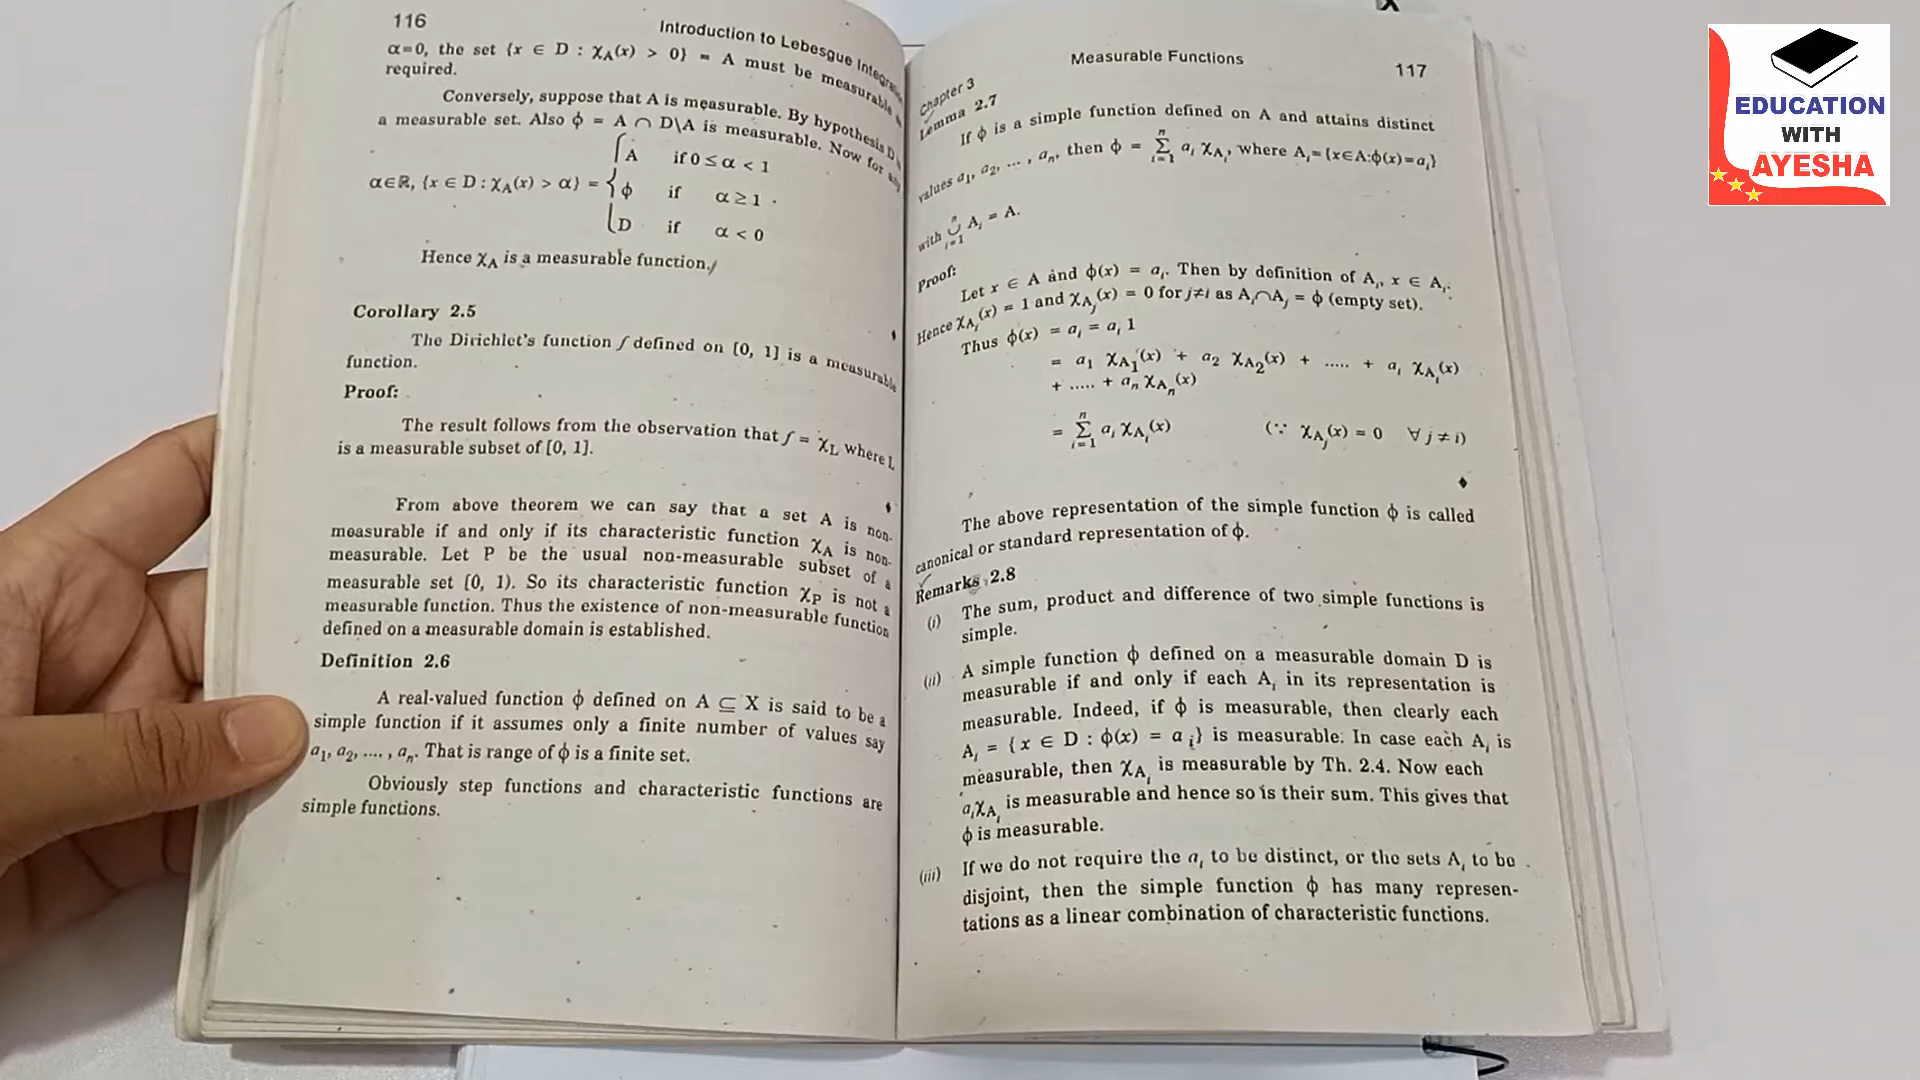 116
Introduction to Lebesgue Integration
α=0, the set {x ∈ D : χA(x) > 0} = A must be measurable
required.
Conversely, suppose that A is measurable. By hypothesis D is
a measurable set. Also ϕ = A ∩ D\A is measurable. Now for any
α∈ℝ, {x ∈ D : χA(x) > α} = { A if 0 ≤ α < 1
ϕ if α ≥ 1 .
D if α < 0
Hence χA is a measurable function.
Corollary 2.5
The Dirichlet's function f defined on [0, 1] is a measurable
function.
Proof:
The result follows from the observation that f = χL where L
is a measurable subset of [0, 1].
From above theorem we can say that a set A is non-
measurable if and only if its characteristic function χA is non-
measurable. Let P be the usual non-measurable subset of a
measurable set [0, 1). So its characteristic function χP is not a
measurable function. Thus the existence of non-measurable function
defined on a measurable domain is established.
Definition 2.6
A real-valued function ϕ defined on A ⊆ X is said to be a
simple function if it assumes only a finite number of values say
a1, a2, ...., an. That is range of ϕ is a finite set.
Obviously step functions and characteristic functions are
simple functions.
Chapter 3
Measurable Functions
117
Lemma 2.7
If ϕ is a simple function defined on A and attains distinct
values a1, a2, ... , an, then ϕ = n∑i=1 ai χAi, where Ai={x∈A:ϕ(x)=ai}
with n∪i=1 Ai = A.
Proof:
Let x ∈ A and ϕ(x) = ai. Then by definition of Ai, x ∈ Ai.
Hence χAi(x) = 1 and χAj(x) = 0 for j≠i as Ai∩Aj = ϕ (empty set).
Thus ϕ(x) = ai = ai 1
= a1 χA1(x) + a2 χA2(x) + ..... + ai χAi(x)
+ ..... + an χAn(x)
= n∑i=1 ai χAi(x) (∵ χAj(x) = 0 ∀ j ≠ i)
♦
The above representation of the simple function ϕ is called
canonical or standard representation of ϕ.
Remarks 2.8
(i) The sum, product and difference of two simple functions is
simple.
(ii) A simple function ϕ defined on a measurable domain D is
measurable if and only if each Ai in its representation is
measurable. Indeed, if ϕ is measurable, then clearly each
Ai = {x ∈ D : ϕ(x) = a i} is measurable. In case each Ai is
measurable, then χAi is measurable by Th. 2.4. Now each
aiχAi is measurable and hence so is their sum. This gives that
ϕ is measurable.
(iii) If we do not require the ai to be distinct, or the sets Ai to be
disjoint, then the simple function ϕ has many represen-
tations as a linear combination of characteristic functions.
EDUCATION
WITH
AYESHA